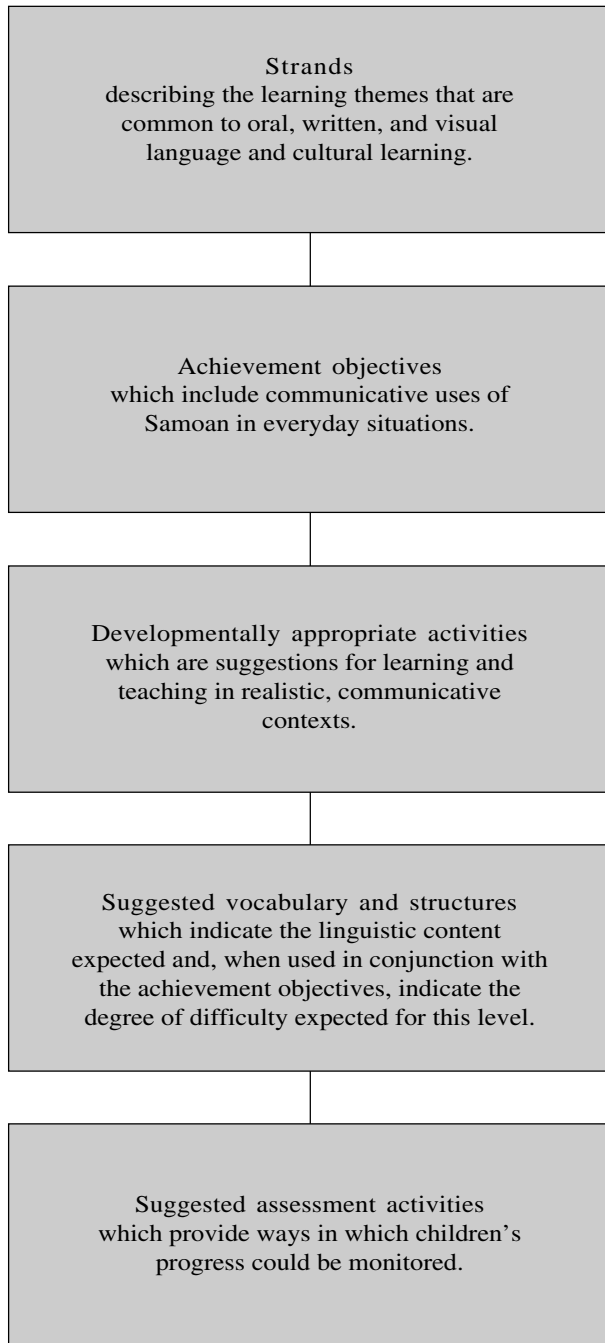 Strands
describing the learning themes that are
common to oral, written, and visual
language and cultural learning.
Achievement objectives
which include communicative uses of
Samoan in everyday situations.
Developmentally appropriate activities
which are suggestions for learning and
teaching in realistic, communicative
contexts.
Suggested vocabulary and structures
which indicate the linguistic content
expected and, when used in conjunction with
the achievement objectives, indicate the
degree of difficulty expected for this level.
Suggested assessment activities
which provide ways in which children’s
progress could be monitored.